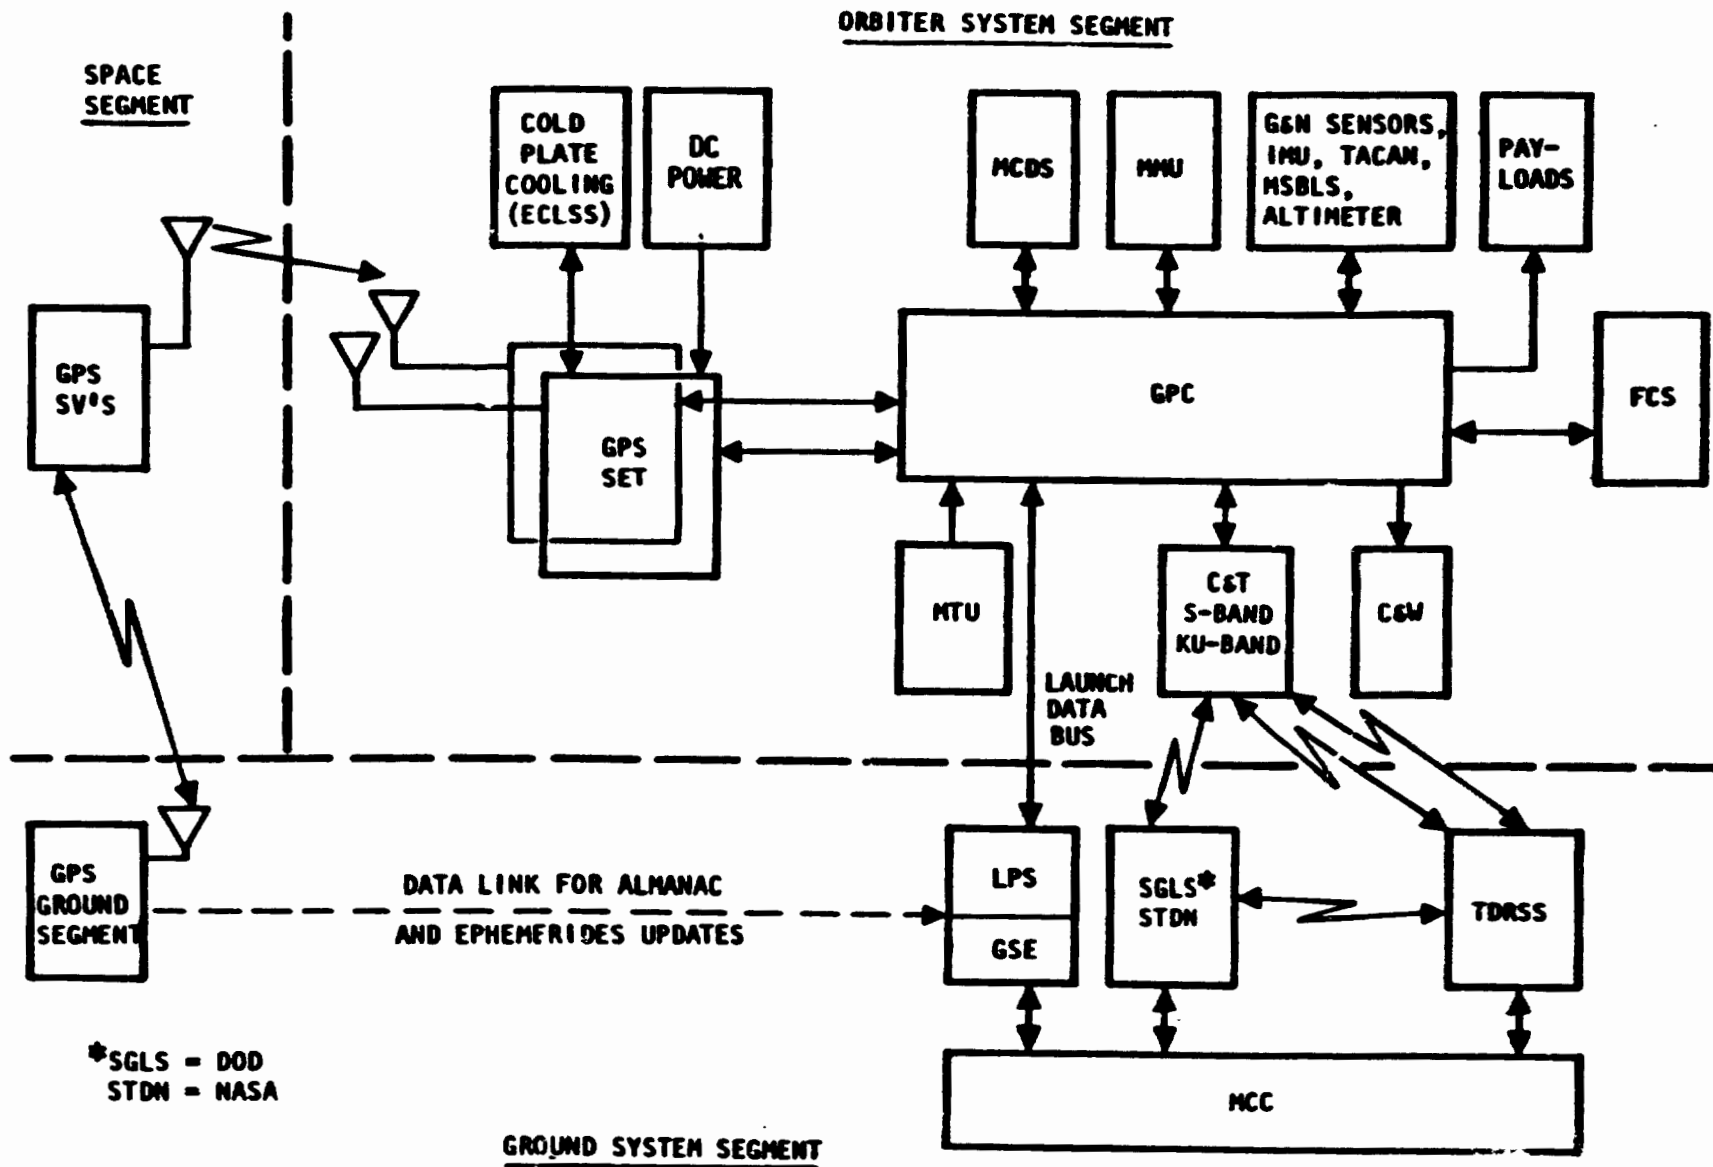 ORBITER SYSTEM SEGMENT
SPACE
SEGMENT
COLD
PLATE
COOLING
(ECLSS)
DC
POWER
MCDS
MMU
G&N SENSORS,
IMU, TACAN,
MSBLS,
ALTIMETER
PAY-
LOADS
GPS
SV'S
GPS
SET
GPC
FCS
MTU
C&T
S-BAND
KU-BAND
C&W
LAUNCH
DATA
BUS
GPS
GROUND
SEGMENT
DATA LINK FOR ALMANAC
AND EPHEMERIDES UPDATES
LPS
GSE
SGLS*
STDN
TDRSS
*SGLS = DOD
STDN = NASA
MCC
GROUND SYSTEM SEGMENT